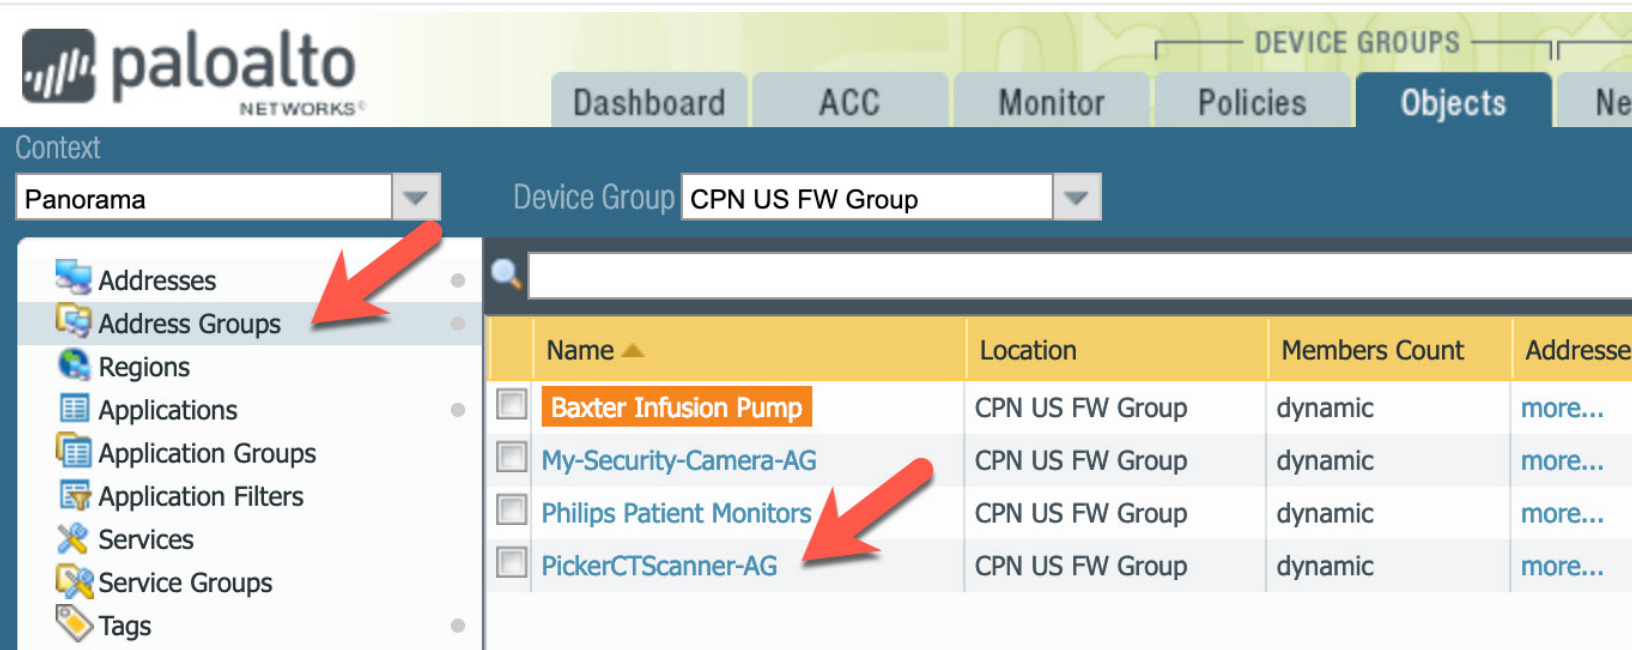 paloalto
NETWORKS®
DEVICE GROUPS
Dashboard ACC Monitor Policies Objects Ne
Context
Panorama
Device Group CPN US FW Group
Addresses
Address Groups
Regions
Applications
Application Groups
Application Filters
Services
Service Groups
Tags
Name Location Members Count Addresse
Baxter Infusion Pump CPN US FW Group dynamic more...
My-Security-Camera-AG CPN US FW Group dynamic more...
Philips Patient Monitors CPN US FW Group dynamic more...
PickerCTScanner-AG CPN US FW Group dynamic more...